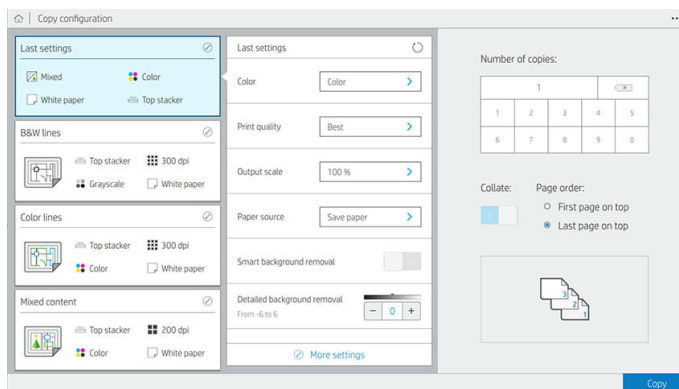 Copy configuration
Last settings
Mixed
Color
White paper
Top stacker
B&W lines
Top stacker
300 dpi
Grayscale
White paper
Color lines
Top stacker
300 dpi
Color
White paper
Mixed content
Top stacker
200 dpi
Color
White paper
Last settings
Color
Color
Print quality
Best
Output scale
100 %
Paper source
Save paper
Smart background removal
Detailed background removal
From -6 to 6
− 0 +
More settings
Number of copies:
1
1 2 3 4 5
6 7 8 9 0
Collate:
Page order:
First page on top
Last page on top
3
2
1
Copy